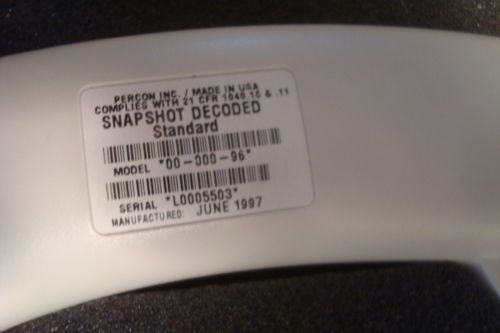 PERCON INC. / MADE IN USA
COMPLIES WITH 21 CFR 1040.10 & .11
SNAPSHOT DECODED
Standard
MODEL *00-000-96*
SERIAL *L0005503*
MANUFACTURED: JUNE 1997